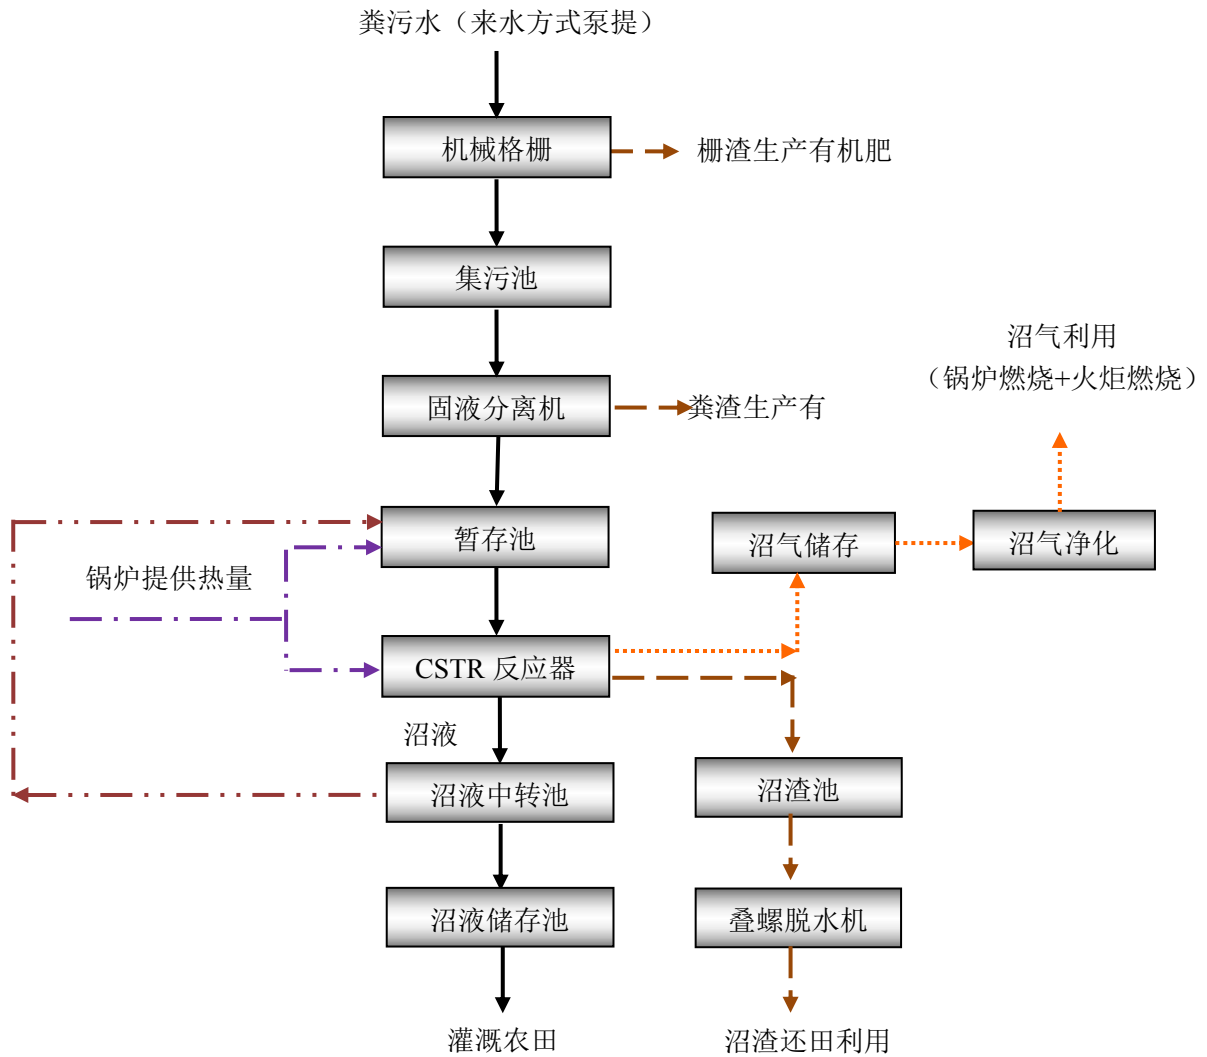 粪污水（来水方式泵提）
机械格栅
栅渣生产有机肥
集污池
沼气利用
（锅炉燃烧+火炬燃烧）
固液分离机
粪渣生产有
暂存池
沼气储存
沼气净化
锅炉提供热量
CSTR 反应器
沼液
沼液中转池
沼渣池
沼液储存池
叠螺脱水机
灌溉农田
沼渣还田利用